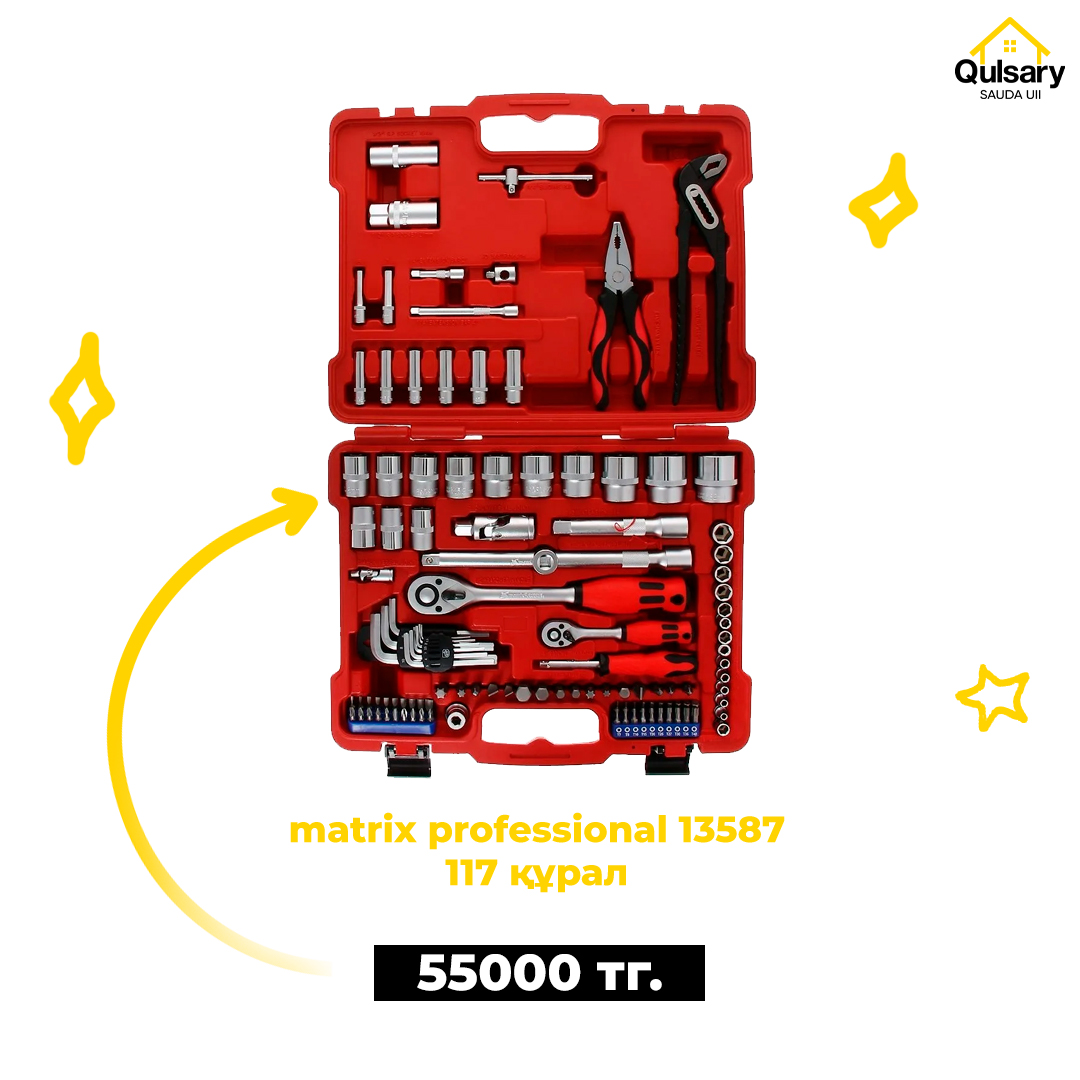 Qulsary
SAUDA UII
matrix professional 13587
117 құрал
55000 тг.